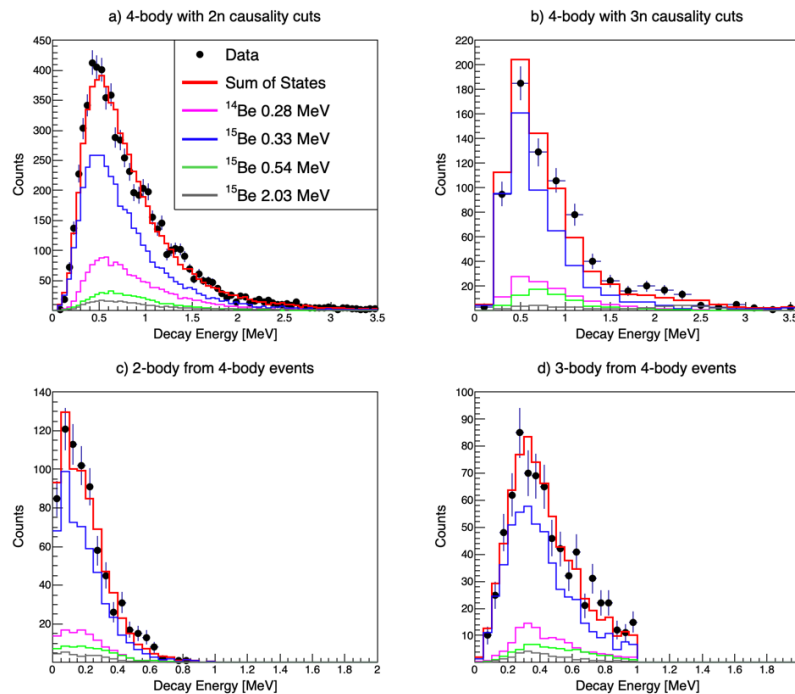 a) 4-body with 2n causality cuts
450
400
350
300
250
200
150
100
50
Counts
0 0.5 1 1.5 2 2.5 3 3.5
Decay Energy [MeV]
Data
Sum of States
¹⁴Be 0.28 MeV
¹⁵Be 0.33 MeV
¹⁵Be 0.54 MeV
¹⁵Be 2.03 MeV
b) 4-body with 3n causality cuts
220
200
180
160
140
120
100
80
60
40
20
Counts
0 0.5 1 1.5 2 2.5 3 3.5
Decay Energy [MeV]
c) 2-body from 4-body events
140
120
100
80
60
40
20
Counts
0 0.2 0.4 0.6 0.8 1 1.2 1.4 1.6 1.8 2
Decay Energy [MeV]
d) 3-body from 4-body events
100
90
80
70
60
50
40
30
20
10
Counts
0 0.2 0.4 0.6 0.8 1 1.2 1.4 1.6 1.8
Decay Energy [MeV]